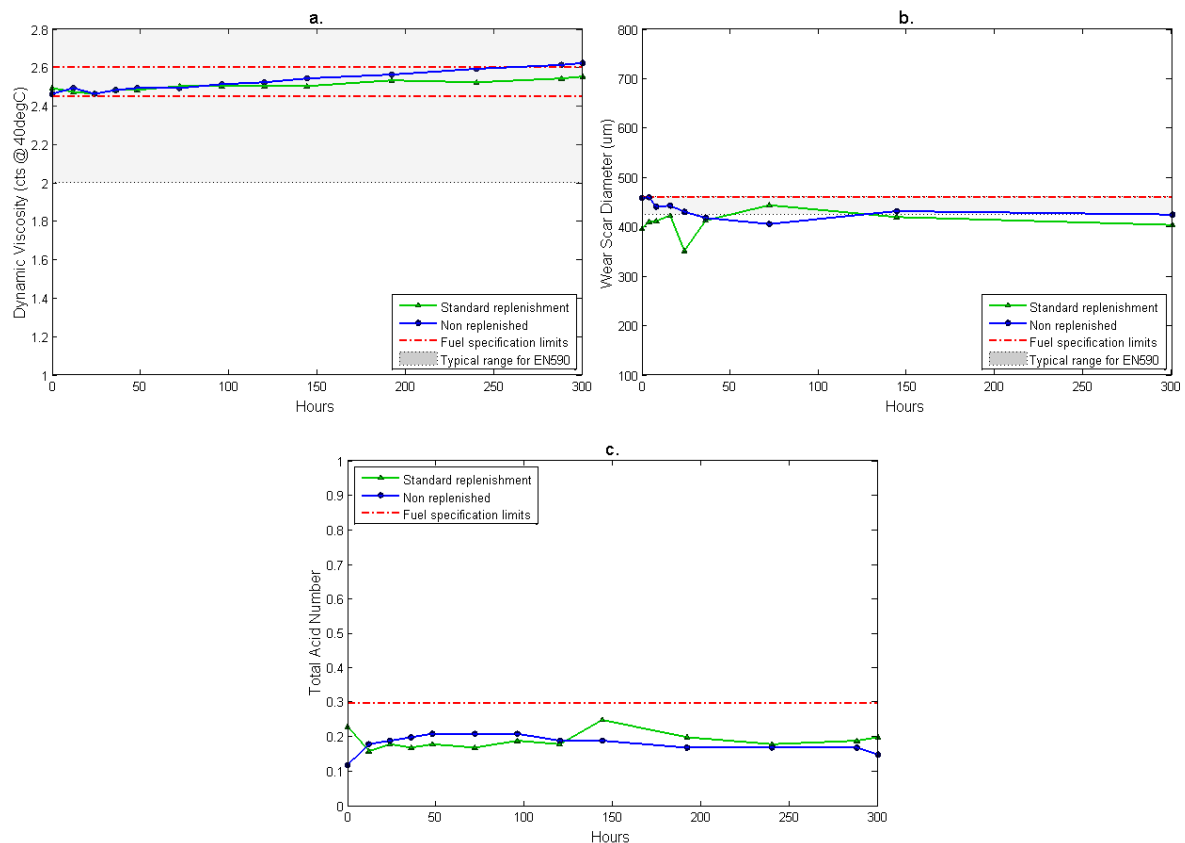 a.
2.8
2.6
2.4
2.2
2
1.8
1.6
1.4
1.2
1
0
50
100
150
200
250
300
Dynamic Viscosity (cts @ 40degC)
Hours
Standard replenishment
Non replenished
Fuel specification limits
Typical range for EN590
b.
800
700
600
500
400
300
200
100
0
50
100
150
200
250
300
Wear Scar Diameter (um)
Hours
Standard replenishment
Non replenished
Fuel specification limits
Typical range for EN590
c.
1
0.9
0.8
0.7
0.6
0.5
0.4
0.3
0.2
0.1
0
0
50
100
150
200
250
300
Total Acid Number
Hours
Standard replenishment
Non replenished
Fuel specification limits